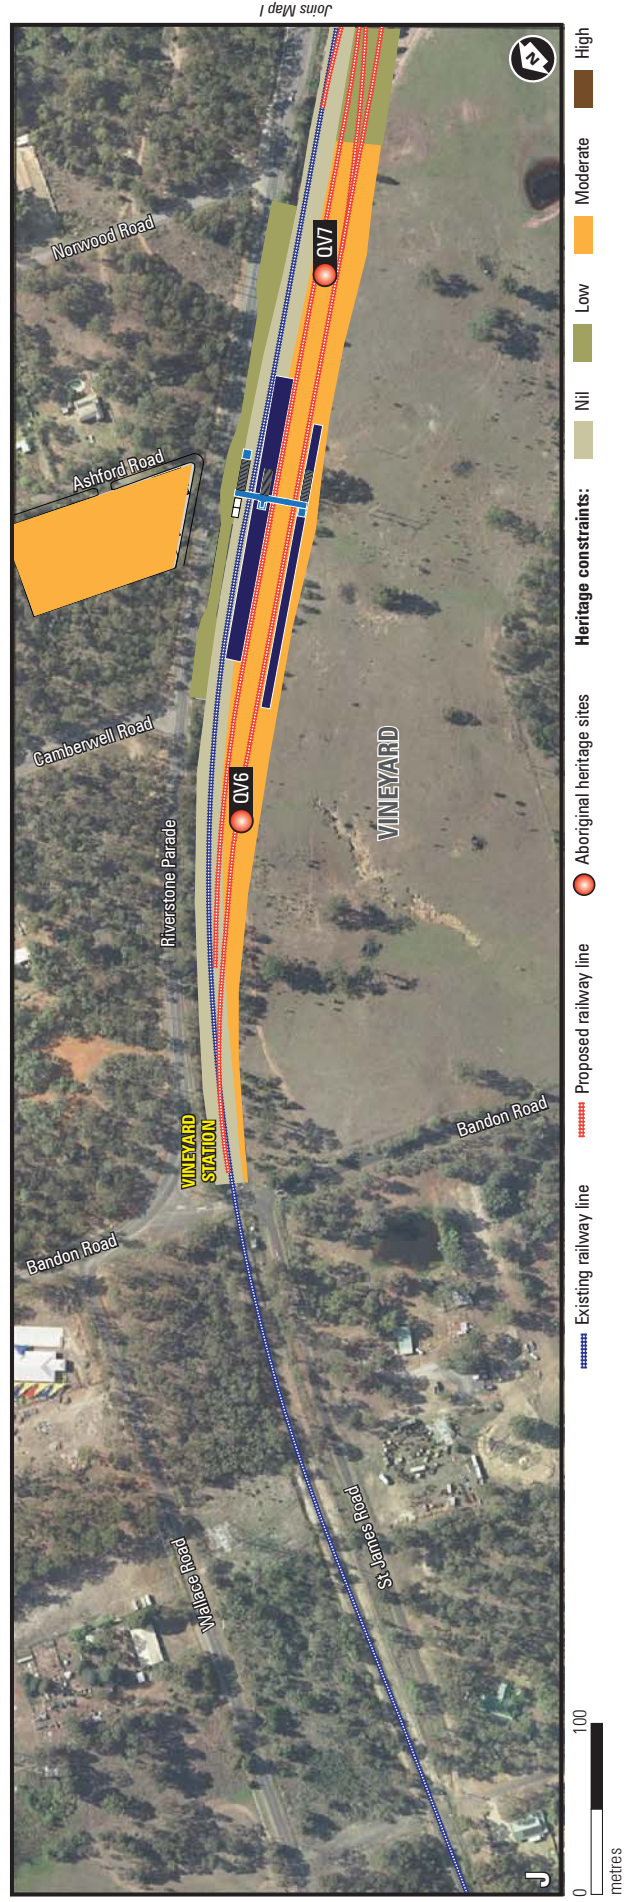 Joins Map I
N
Norwood Road
QV7
Ashford Road
Camberwell Road
QV6
Riverstone Parade
VINEYARD
VINEYARD
STATION
Bandon Road
Bandon Road
Wallace Road
St James Road
J
0 100
metres
Existing railway line
Proposed railway line
Aboriginal heritage sites
Heritage constraints:
Nil
Low
Moderate
High